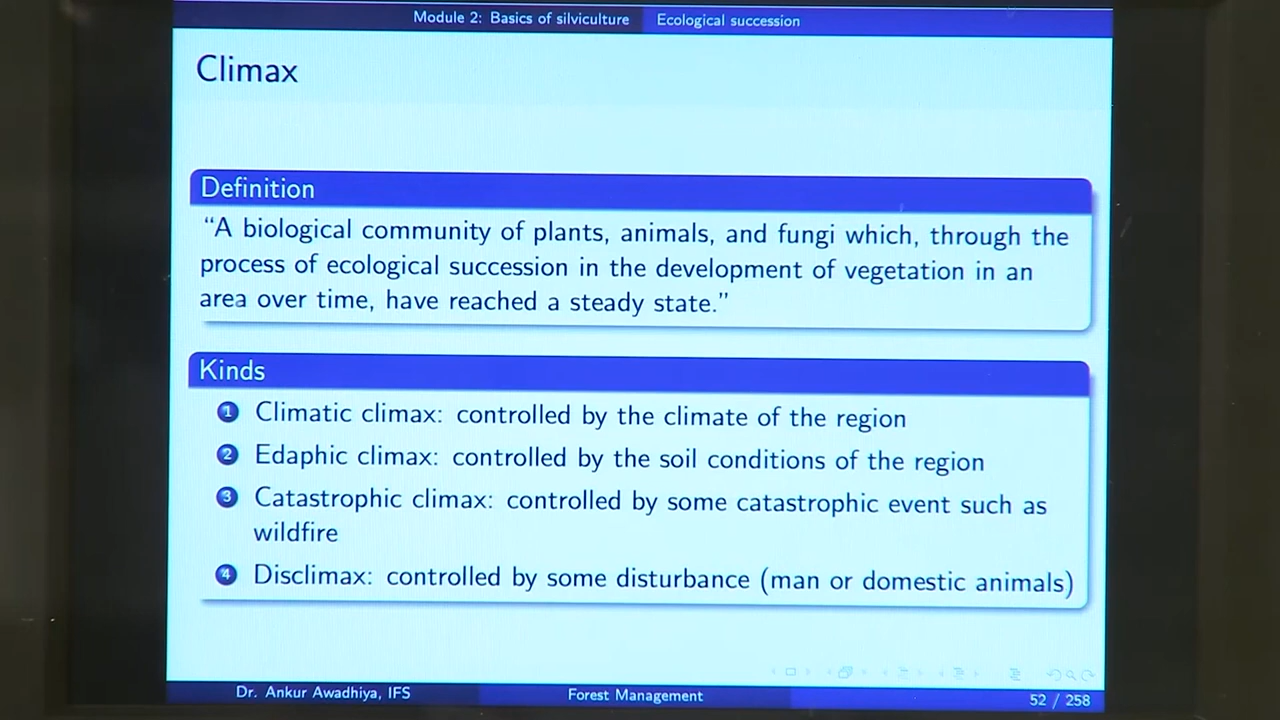 Module 2: Basics of silviculture Ecological succession
Climax
Definition
“A biological community of plants, animals, and fungi which, through the
process of ecological succession in the development of vegetation in an
area over time, have reached a steady state.”
Kinds
1 Climatic climax: controlled by the climate of the region
2 Edaphic climax: controlled by the soil conditions of the region
3 Catastrophic climax: controlled by some catastrophic event such as
wildfire
4 Disclimax: controlled by some disturbance (man or domestic animals)
Dr. Ankur Awadhiya, IFS Forest Management 52 / 258